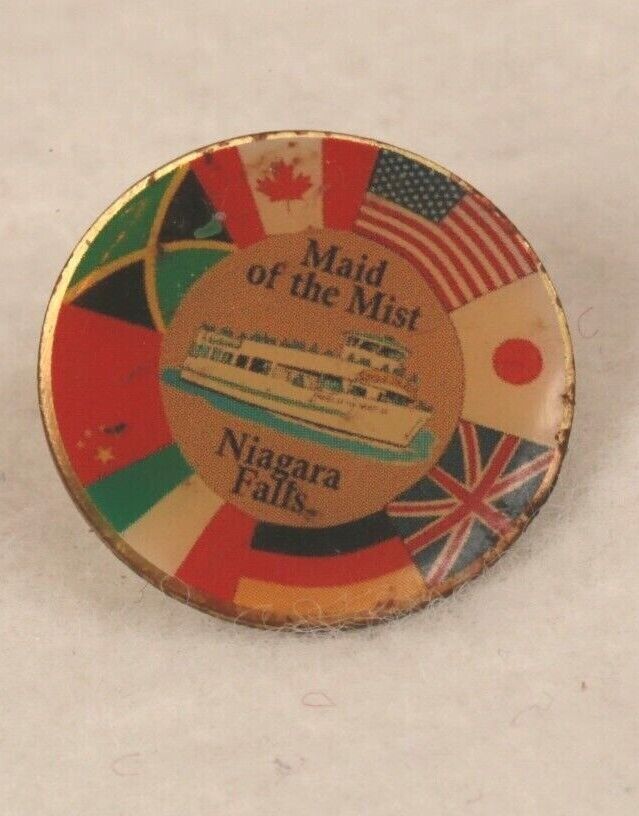 Maid
of the Mist
Niagara
Falls